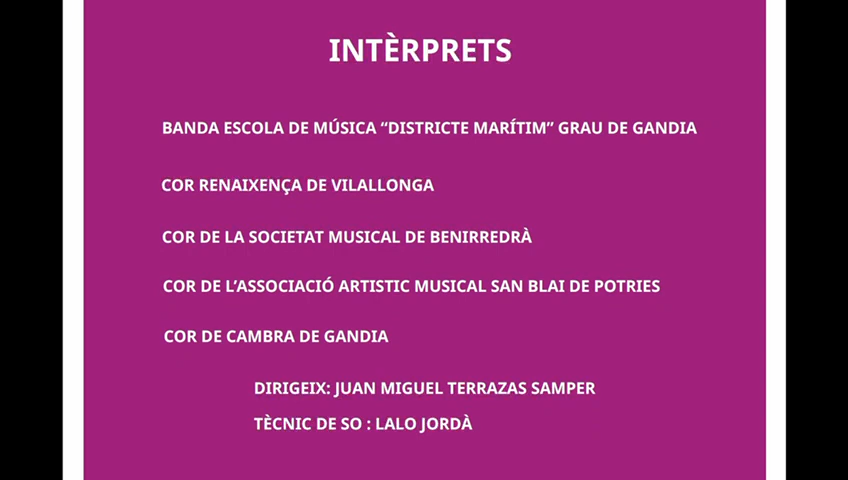 INTÈRPRETS
BANDA ESCOLA DE MÚSICA “DISTRICTE MARÍTIM” GRAU DE GANDIA
COR RENAIXENÇA DE VILALLONGA
COR DE LA SOCIETAT MUSICAL DE BENIRREDRÀ
COR DE L’ASSOCIACIÓ ARTISTIC MUSICAL SAN BLAI DE POTRIES
COR DE CAMBRA DE GANDIA
DIRIGEIX: JUAN MIGUEL TERRAZAS SAMPER
TÈCNIC DE SO : LALO JORDÀ